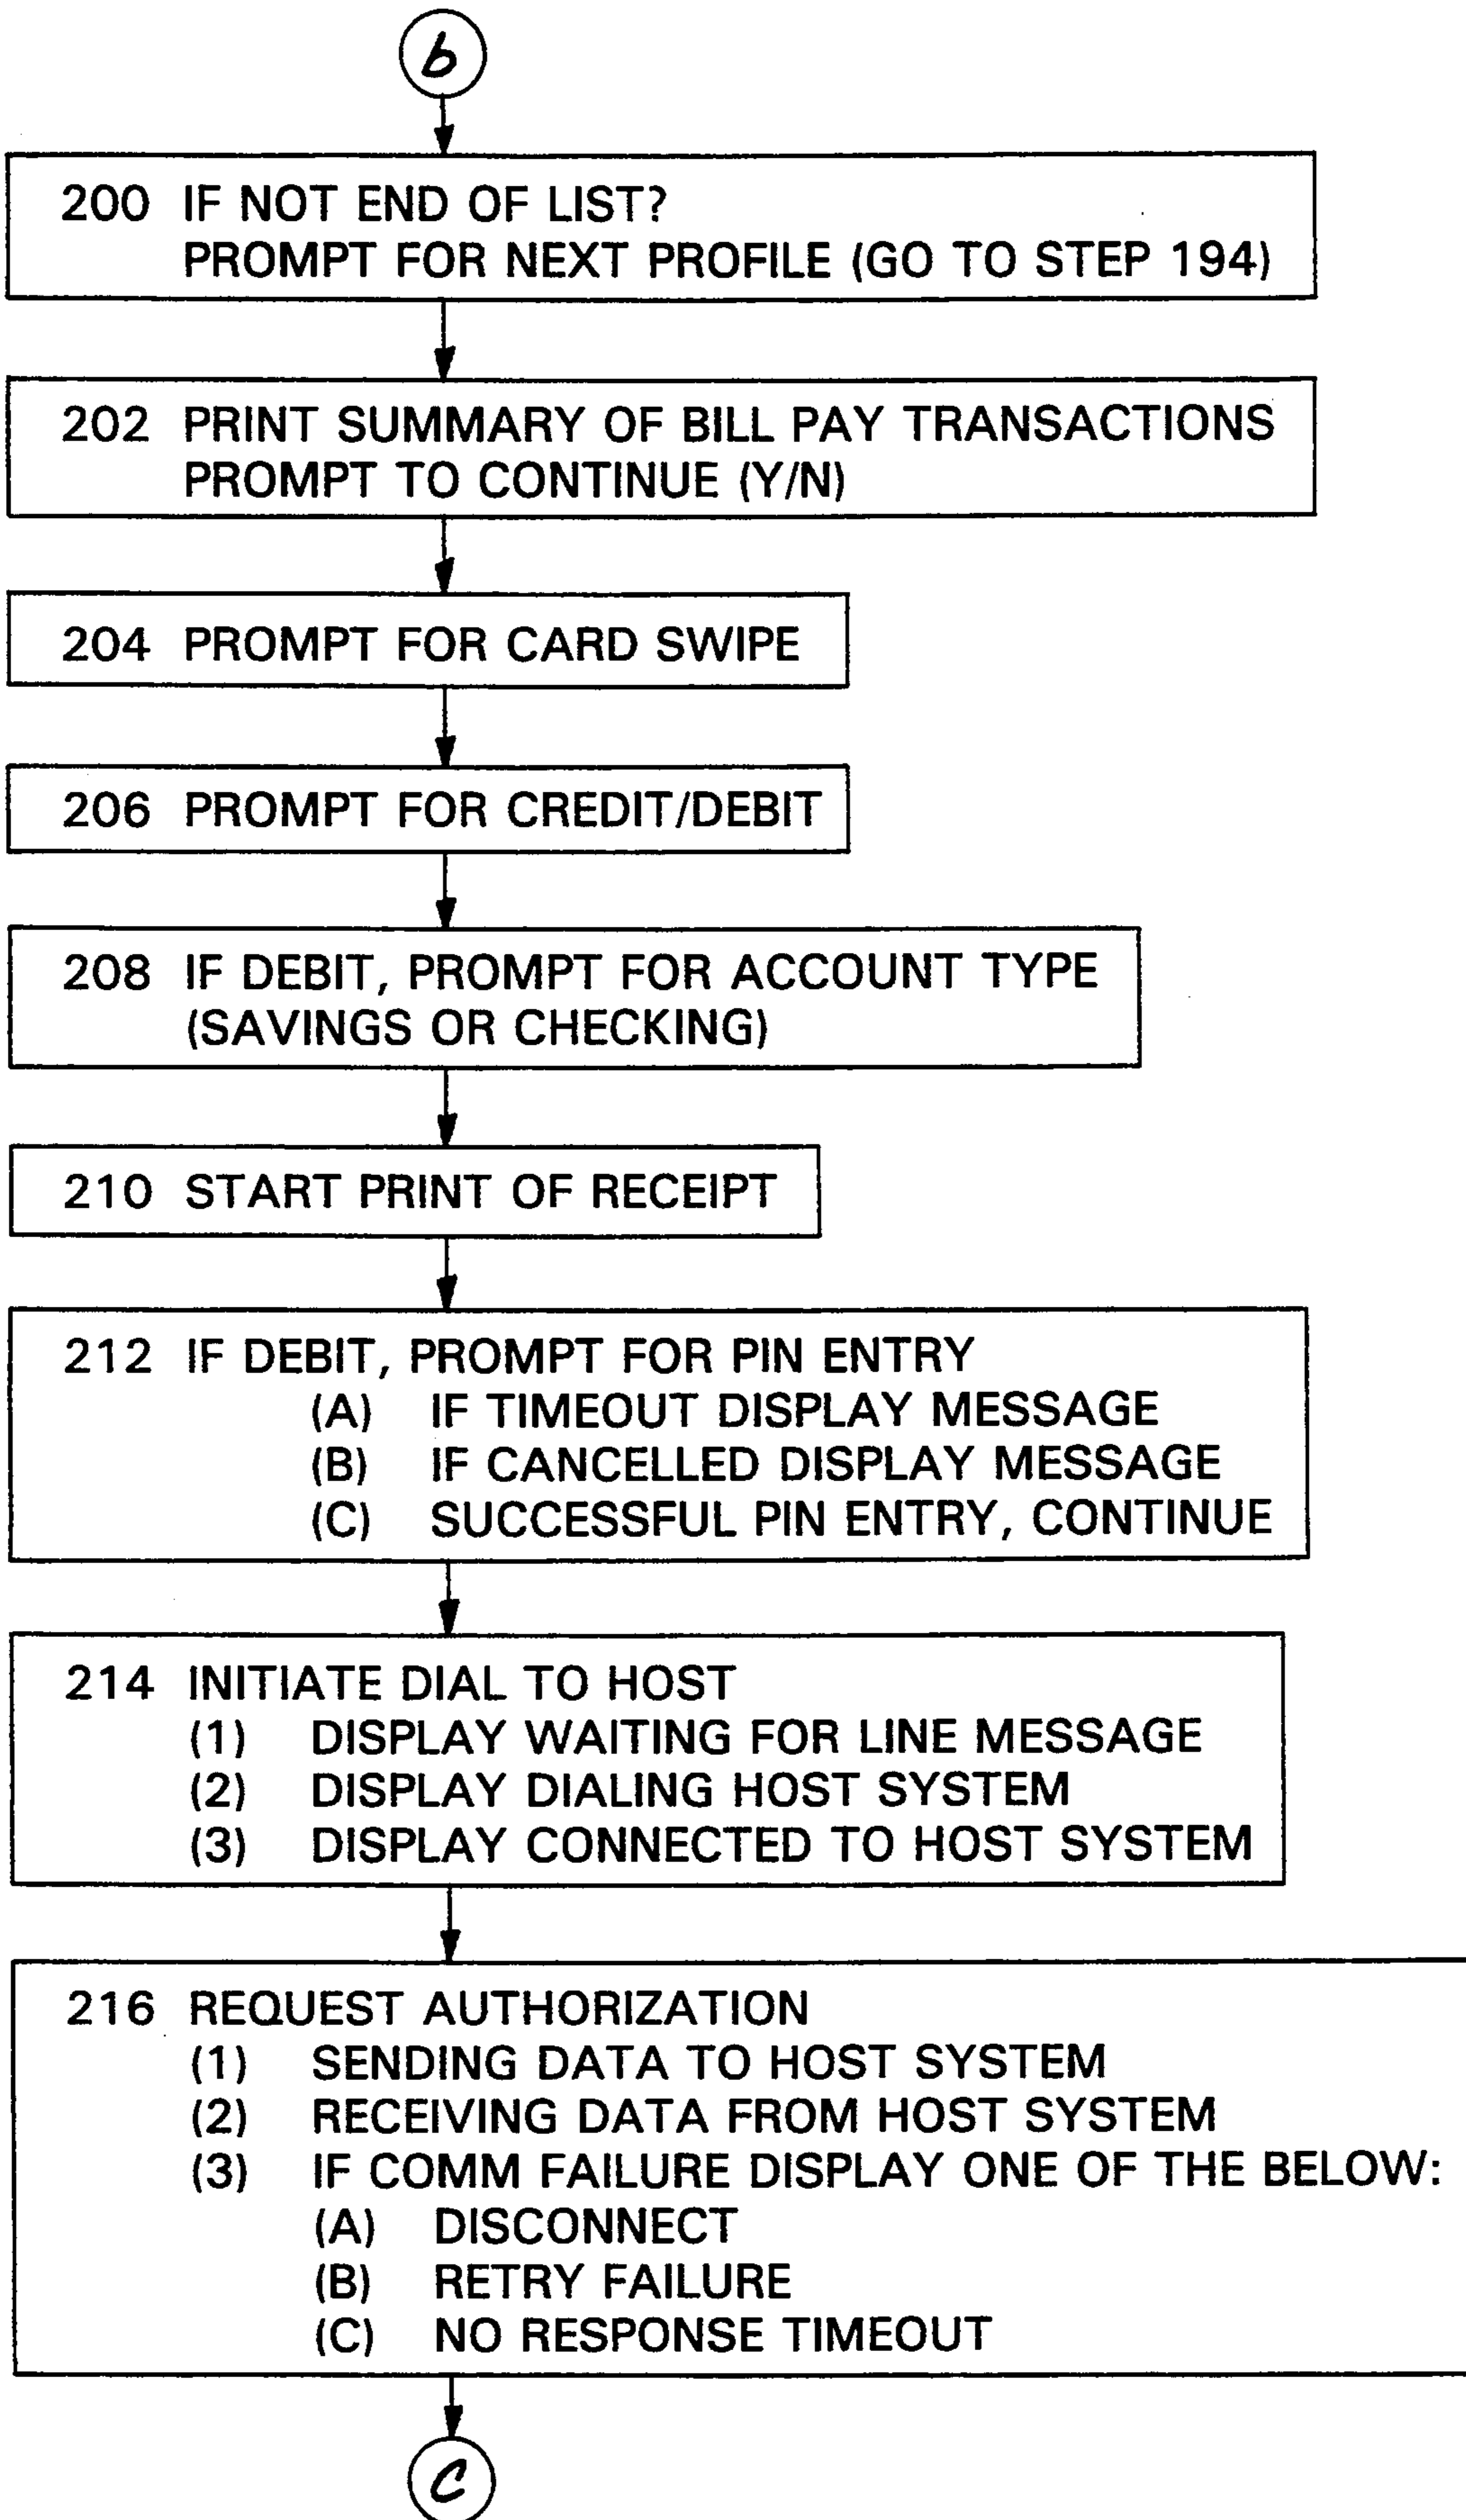 b
200 IF NOT END OF LIST?
PROMPT FOR NEXT PROFILE (GO TO STEP 194)
202 PRINT SUMMARY OF BILL PAY TRANSACTIONS
PROMPT TO CONTINUE (Y/N)
204 PROMPT FOR CARD SWIPE
206 PROMPT FOR CREDIT/DEBIT
208 IF DEBIT, PROMPT FOR ACCOUNT TYPE
(SAVINGS OR CHECKING)
210 START PRINT OF RECEIPT
212 IF DEBIT, PROMPT FOR PIN ENTRY
(A) IF TIMEOUT DISPLAY MESSAGE
(B) IF CANCELLED DISPLAY MESSAGE
(C) SUCCESSFUL PIN ENTRY, CONTINUE
214 INITIATE DIAL TO HOST
(1) DISPLAY WAITING FOR LINE MESSAGE
(2) DISPLAY DIALING HOST SYSTEM
(3) DISPLAY CONNECTED TO HOST SYSTEM
216 REQUEST AUTHORIZATION
(1) SENDING DATA TO HOST SYSTEM
(2) RECEIVING DATA FROM HOST SYSTEM
(3) IF COMM FAILURE DISPLAY ONE OF THE BELOW:
(A) DISCONNECT
(B) RETRY FAILURE
(C) NO RESPONSE TIMEOUT
C